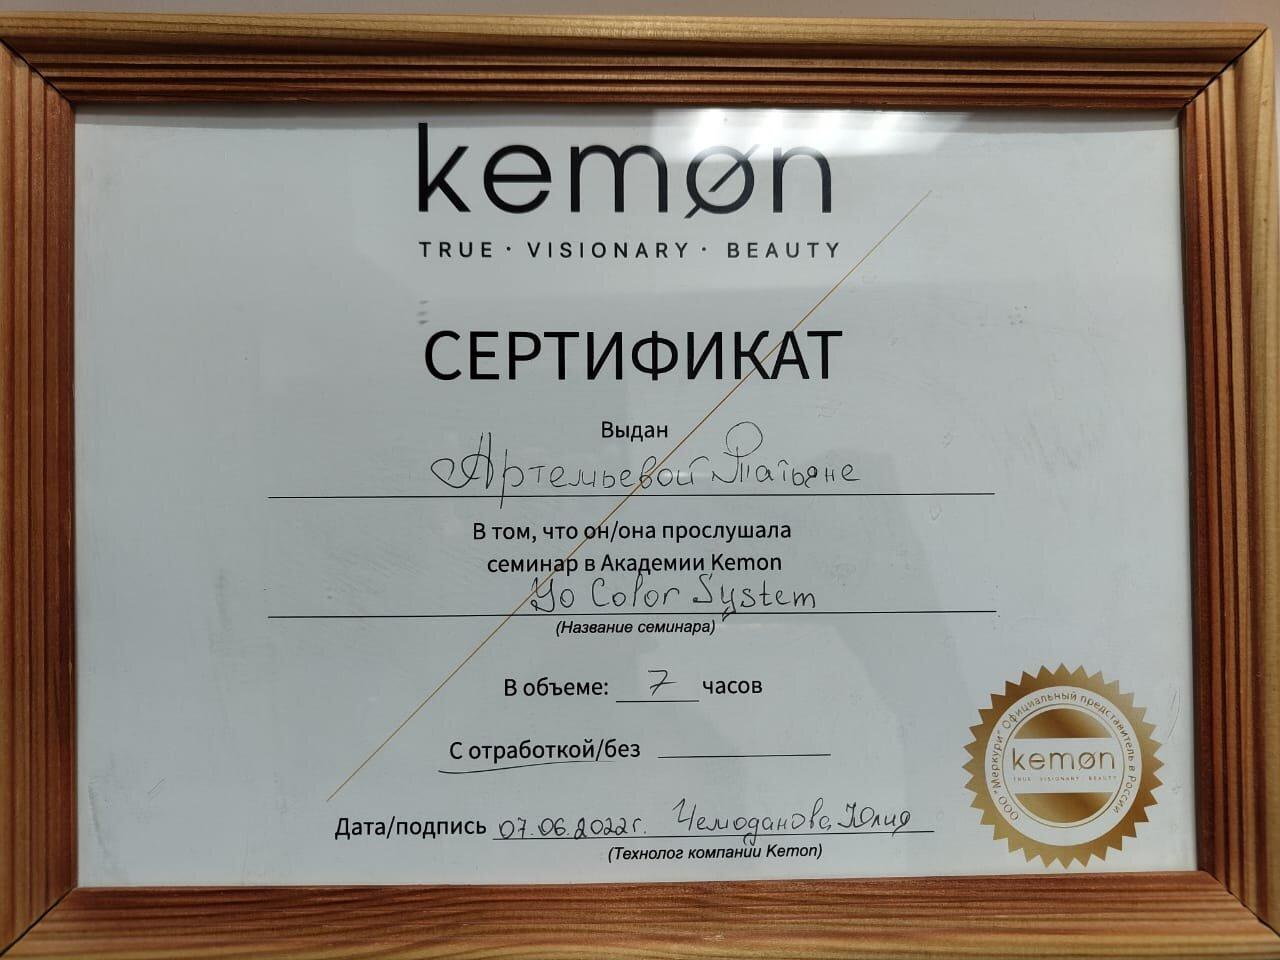 kemøn
TRUE · VISIONARY · BEAUTY
СЕРТИФИКАТ
Выдан
Артемьевой Татьяне
В том, что он/она прослушала
семинар в Академии Kemon
Yo Color System
(Название семинара)
В объеме: 7 часов
С отработкой/без
Дата/подпись 07.06.2022г. Чемоданова Юлия
(Технолог компании Kemon)
ООО "Меркури" Официальный представитель в России
kemøn
TRUE · VISIONARY · BEAUTY